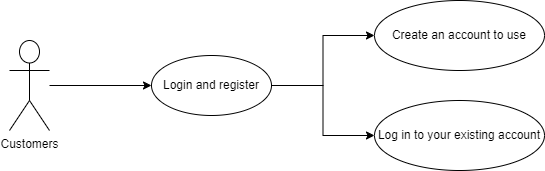 Create an account to use
Login and register
Log in to your existing account
Customers